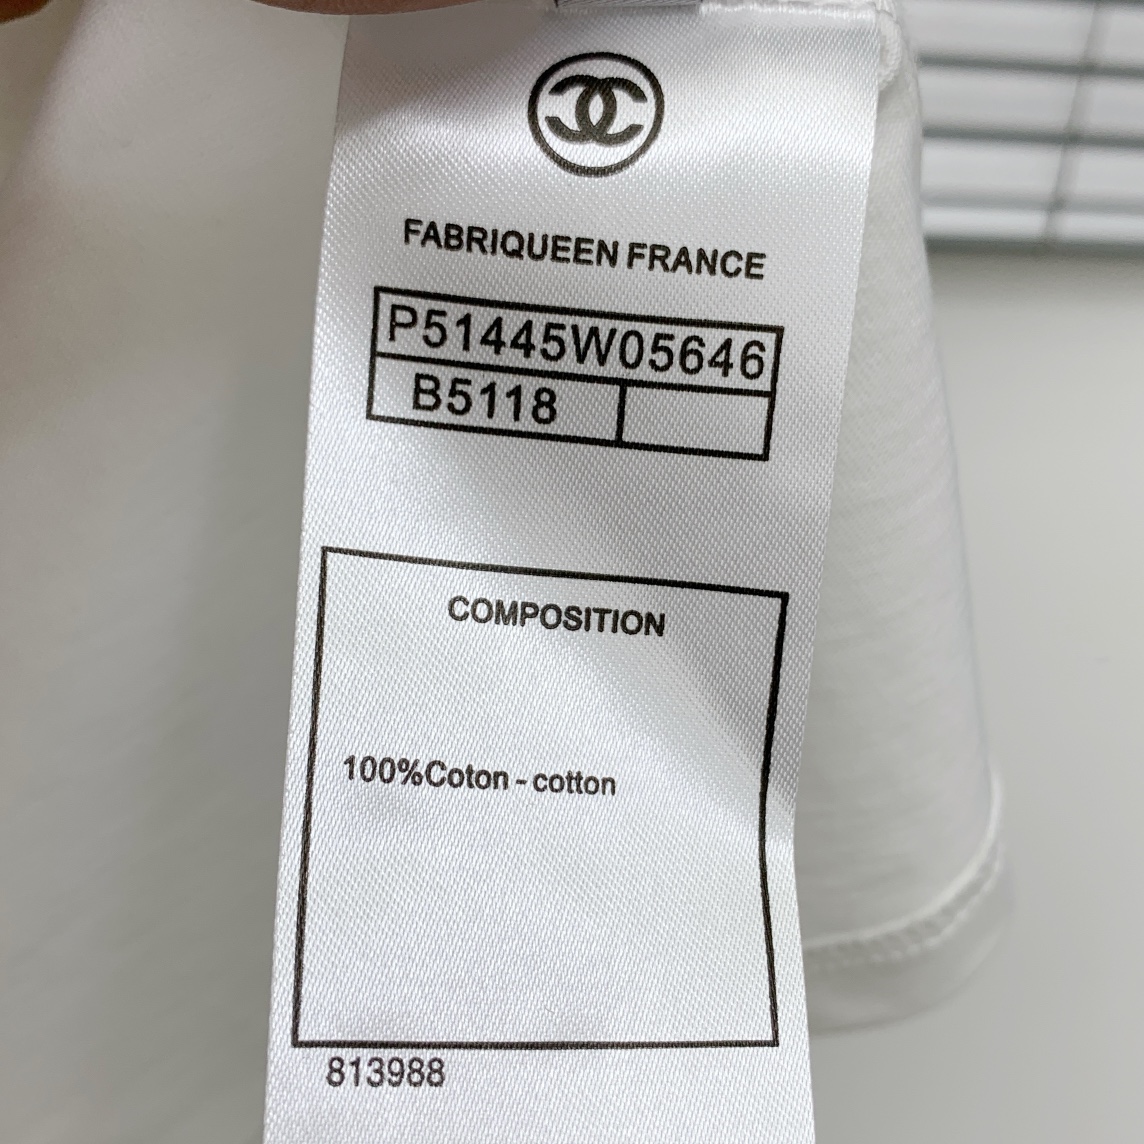 FABRIQUEEN FRANCE
P51445W05646
B5118
COMPOSITION
100%Coton - cotton
813988